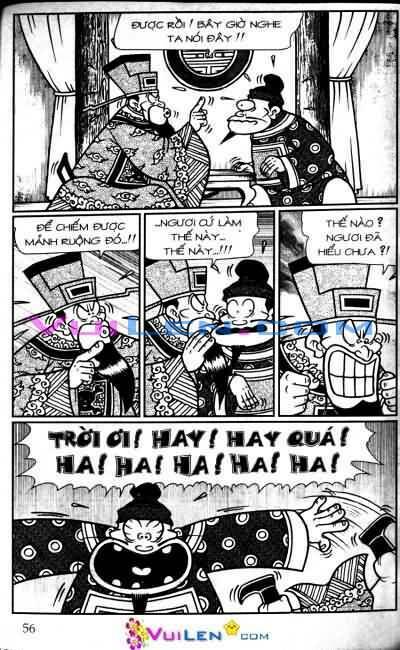 ĐƯỢC RỒI! BÂY GIỜ NGHE
TA NÓI ĐÂY!!
ĐỂ CHIẾM ĐƯỢC
MẢNH RUỘNG ĐÓ..!!
..NGƯƠI CỨ LÀM
THẾ NÀY...
THẾ NÀY...!!!
THẾ NÀO?
NGƯƠI ĐÃ
HIỂU CHƯA?!
VUILEN.COM
TRỜI ƠI! HAY! HAY QUÁ!
HA! HA! HA! HA! HA!
56
VUILEN.COM